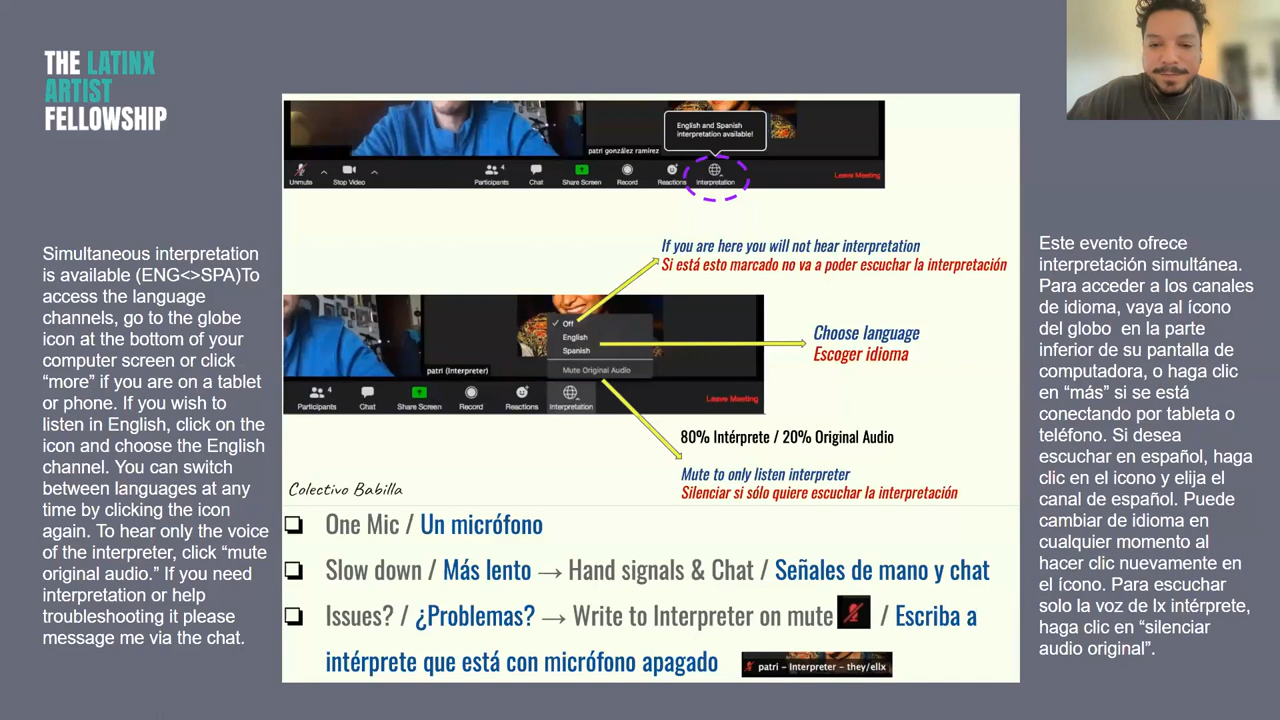 THE LATINX
ARTIST
FELLOWSHIP
Simultaneous interpretation
is available (ENG<>SPA)To
access the language
channels, go to the globe
icon at the bottom of your
computer screen or click
“more” if you are on a tablet
or phone. If you wish to
listen in English, click on the
icon and choose the English
channel. You can switch
between languages at any
time by clicking the icon
again. To hear only the voice
of the interpreter, click “mute
original audio.” If you need
interpretation or help
troubleshooting it please
message me via the chat.
English and Spanish
interpretation available!
patri gonzález ramírez
Unmute
Stop Video
Participants
4
Chat
Share Screen
Record
Reactions
Interpretation
Leave Meeting
If you are here you will not hear interpretation
Si está esto marcado no va a poder escuchar la interpretación
Off
English
Spanish
Mute Original Audio
Choose language
Escoger idioma
patri (Interpreter)
Participants
4
Chat
Share Screen
Record
Reactions
Interpretation
Leave Meeting
80% Intérprete / 20% Original Audio
Mute to only listen interpreter
Silenciar si sólo quiere escuchar la interpretación
Colectivo Babilla
One Mic / Un micrófono
Slow down / Más lento → Hand signals & Chat / Señales de mano y chat
Issues? / ¿Problemas? → Write to Interpreter on mute / Escriba a
intérprete que está con micrófono apagado
patri - Interpreter - they/ellx
Este evento ofrece
interpretación simultánea.
Para acceder a los canales
de idioma, vaya al ícono
del globo en la parte
inferior de su pantalla de
computadora, o haga clic
en “más” si se está
conectando por tableta o
teléfono. Si desea
escuchar en español, haga
clic en el icono y elija el
canal de español. Puede
cambiar de idioma en
cualquier momento al
hacer clic nuevamente en
el ícono. Para escuchar
solo la voz de lx intérprete,
haga clic en “silenciar
audio original”.